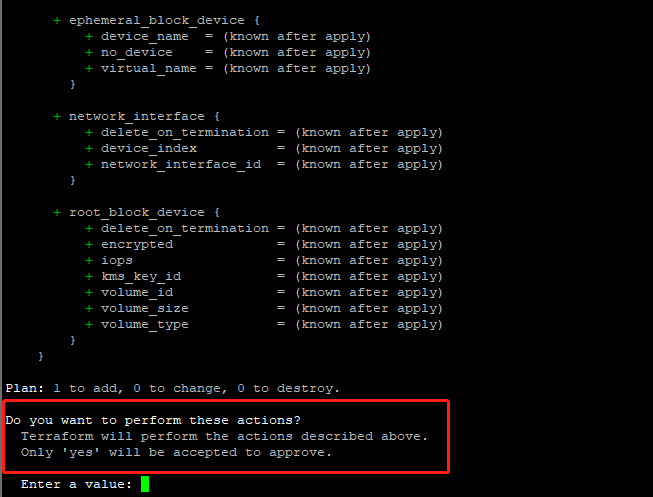 + ephemeral_block_device {
+ device_name  = (known after apply)
+ no_device    = (known after apply)
+ virtual_name = (known after apply)
}
+ network_interface {
+ delete_on_termination = (known after apply)
+ device_index          = (known after apply)
+ network_interface_id  = (known after apply)
}
+ root_block_device {
+ delete_on_termination = (known after apply)
+ encrypted             = (known after apply)
+ iops                  = (known after apply)
+ kms_key_id            = (known after apply)
+ volume_id             = (known after apply)
+ volume_size           = (known after apply)
+ volume_type           = (known after apply)
}
}
Plan: 1 to add, 0 to change, 0 to destroy.
Do you want to perform these actions?
Terraform will perform the actions described above.
Only 'yes' will be accepted to approve.
Enter a value: